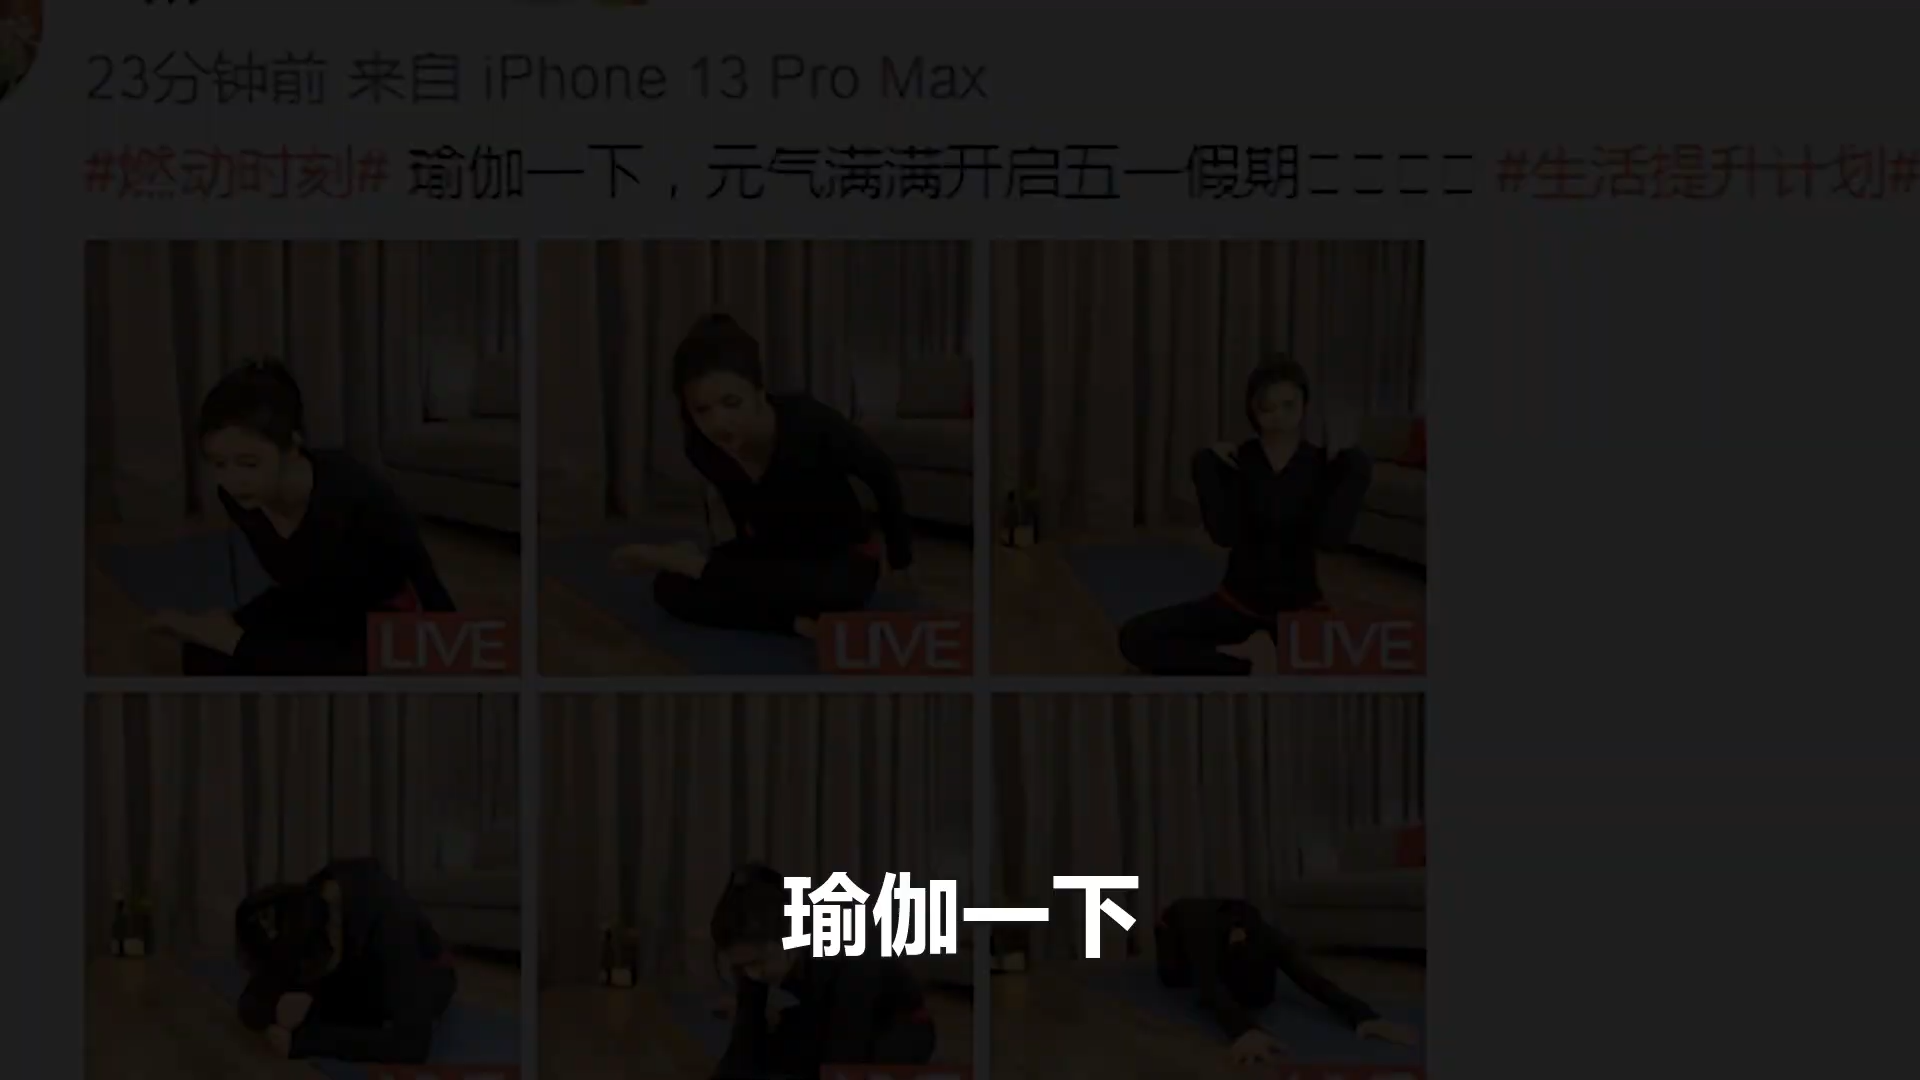 23分钟前 来自 iPhone 13 Pro Max
#燃动时刻# 瑜伽一下，元气满满开启五一假期□□□□ #生活提升计划#
LIVE LIVE LIVE
瑜伽一下